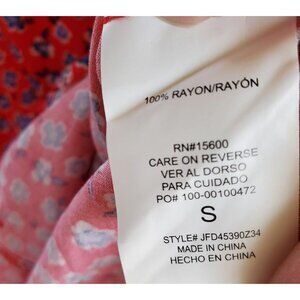 100% RAYON/RAYÓN
RN#15600
CARE ON REVERSE
VER AL DORSO
PARA CUIDADO
PO# 100-00100472
S
STYLE# JFD45390Z34
MADE IN CHINA
HECHO EN CHINA